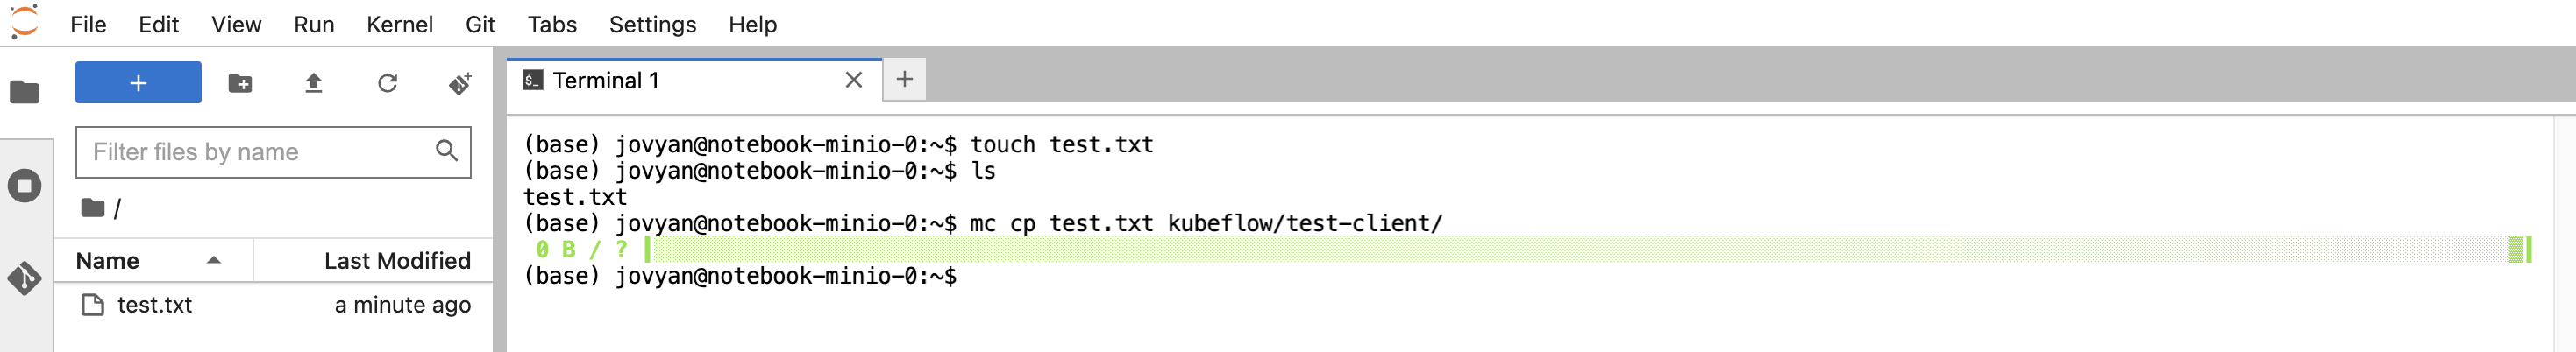 File Edit View Run Kernel Git Tabs Settings Help
+
Filter files by name
/
Name Last Modified
test.txt a minute ago
$_ Terminal 1 × +
(base) jovyan@notebook-minio-0:~$ touch test.txt
(base) jovyan@notebook-minio-0:~$ ls
test.txt
(base) jovyan@notebook-minio-0:~$ mc cp test.txt kubeflow/test-client/
0 B / ?
(base) jovyan@notebook-minio-0:~$